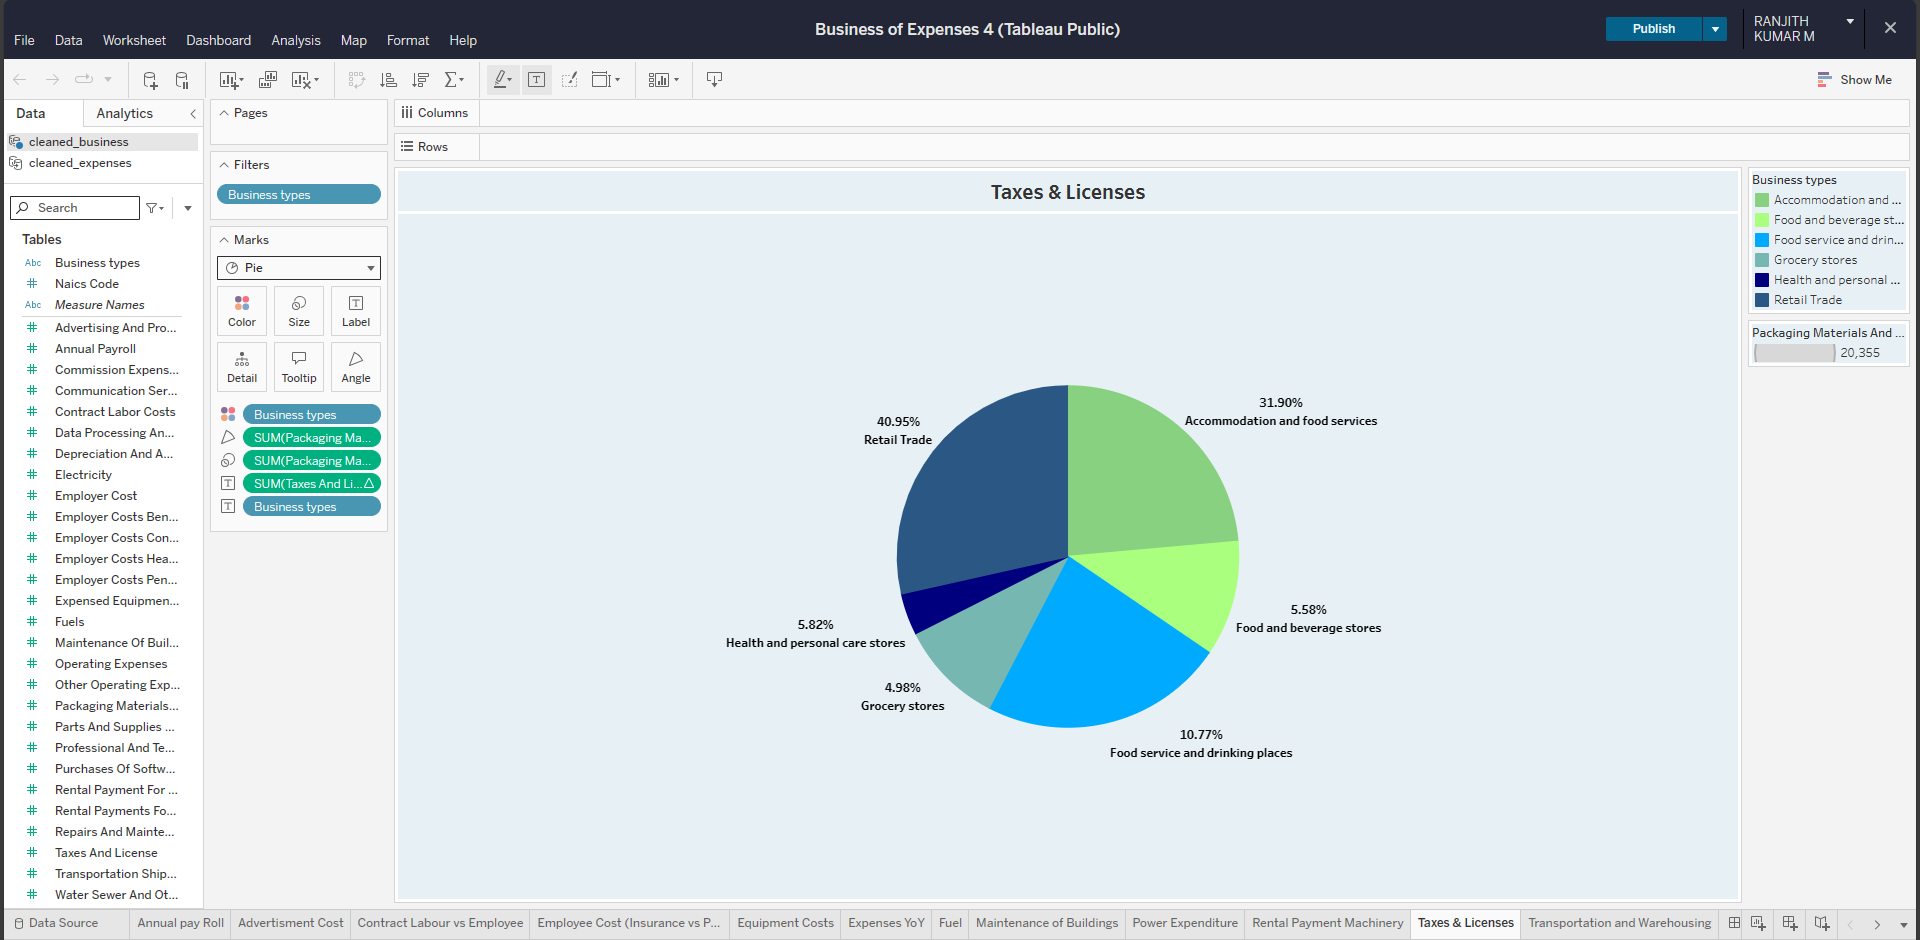 Business of Expenses 4 (Tableau Public)
Publish
RANJITH
KUMAR M
File Data Worksheet Dashboard Analysis Map Format Help
Show Me
Data Analytics
cleaned_business
cleaned_expenses
Search
Tables
Abc Business types
Naics Code
Abc Measure Names
Advertising And Pro...
Annual Payroll
Commission Expens...
Communication Ser...
Contract Labor Costs
Data Processing An...
Depreciation And A...
Electricity
Employer Cost
Employer Costs Ben...
Employer Costs Con...
Employer Costs Hea...
Employer Costs Pen...
Expensed Equipmen...
Fuels
Maintenance Of Buil...
Operating Expenses
Other Operating Exp...
Packaging Materials...
Parts And Supplies ...
Professional And Te...
Purchases Of Softw...
Rental Payment For ...
Rental Payments Fo...
Repairs And Mainte...
Taxes And License
Transportation Ship...
Water Sewer And Ot...
Pages
Filters
Business types
Marks
Pie
Color Size Label
Detail Tooltip Angle
Business types
SUM(Packaging Ma...
SUM(Packaging Ma...
SUM(Taxes And Li...
Business types
Columns
Rows
Taxes & Licenses
31.90%
Accommodation and food services
40.95%
Retail Trade
5.58%
Food and beverage stores
5.82%
Health and personal care stores
4.98%
Grocery stores
10.77%
Food service and drinking places
Business types
Accommodation and ...
Food and beverage st...
Food service and drin...
Grocery stores
Health and personal ...
Retail Trade
Packaging Materials And ...
20,355
Data Source Annual pay Roll Advertisment Cost Contract Labour vs Employee Employee Cost (Insurance vs P... Equipment Costs Expenses YoY Fuel Maintenance of Buildings Power Expenditure Rental Payment Machinery Taxes & Licenses Transportation and Warehousing